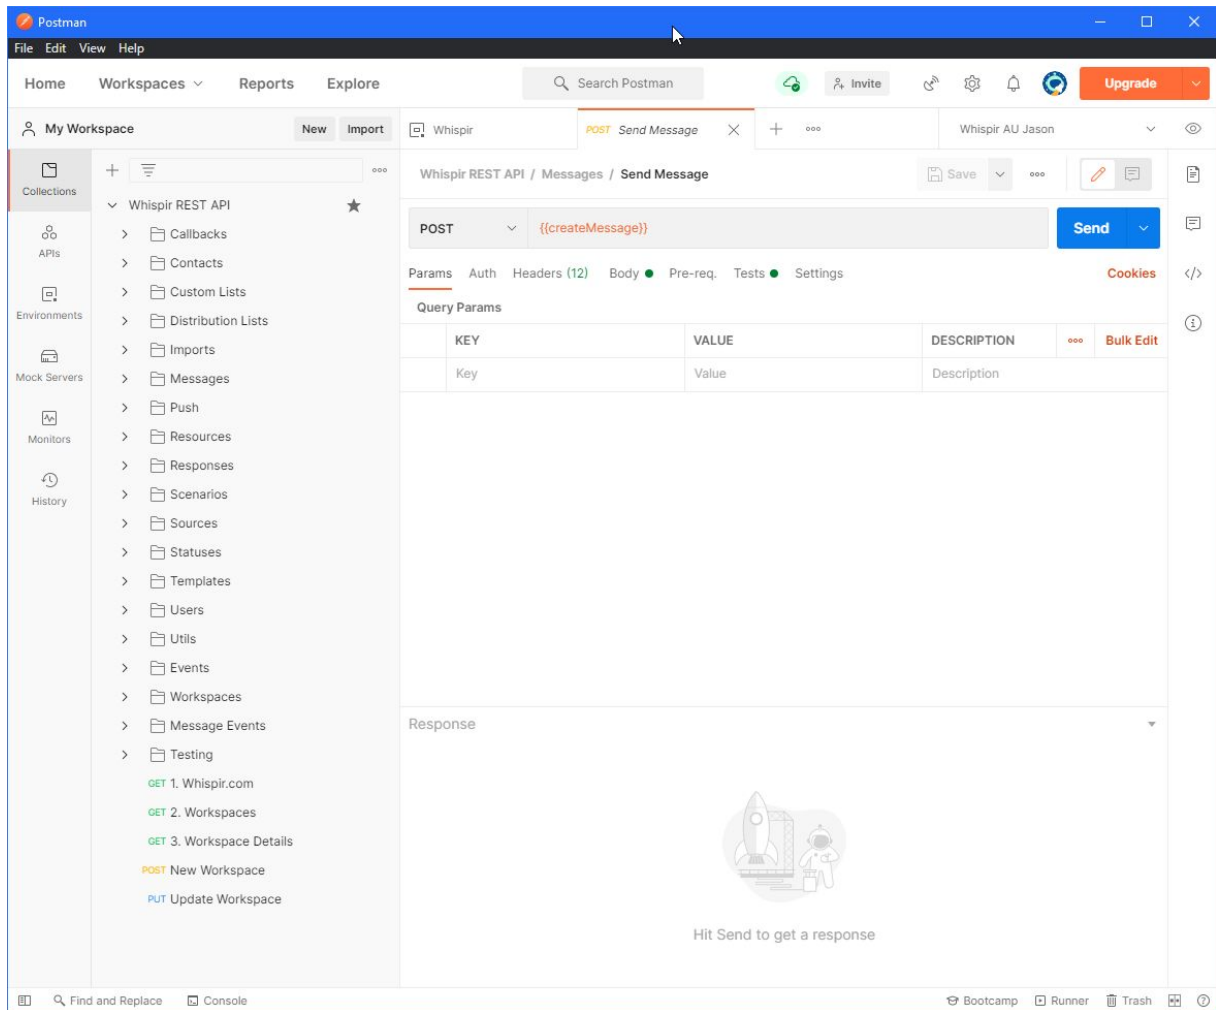 Postman
File Edit View Help
Home Workspaces Reports Explore Search Postman Invite Upgrade
My Workspace New Import Whispir POST Send Message ooo Whispir AU Jason
Collections
APIs
Environments
Mock Servers
Monitors
History
ooo
Whispir REST API
Callbacks
Contacts
Custom Lists
Distribution Lists
Imports
Messages
Push
Resources
Responses
Scenarios
Sources
Statuses
Templates
Users
Utils
Events
Workspaces
Message Events
Testing
GET 1. Whispir.com
GET 2. Workspaces
GET 3. Workspace Details
POST New Workspace
PUT Update Workspace
Whispir REST API / Messages / Send Message Save ooo
POST {{createMessage}} Send
Params Auth Headers (12) Body Pre-req. Tests Settings Cookies
Query Params
KEY VALUE DESCRIPTION ooo Bulk Edit
Key Value Description
Response
Hit Send to get a response
Find and Replace Console Bootcamp Runner Trash